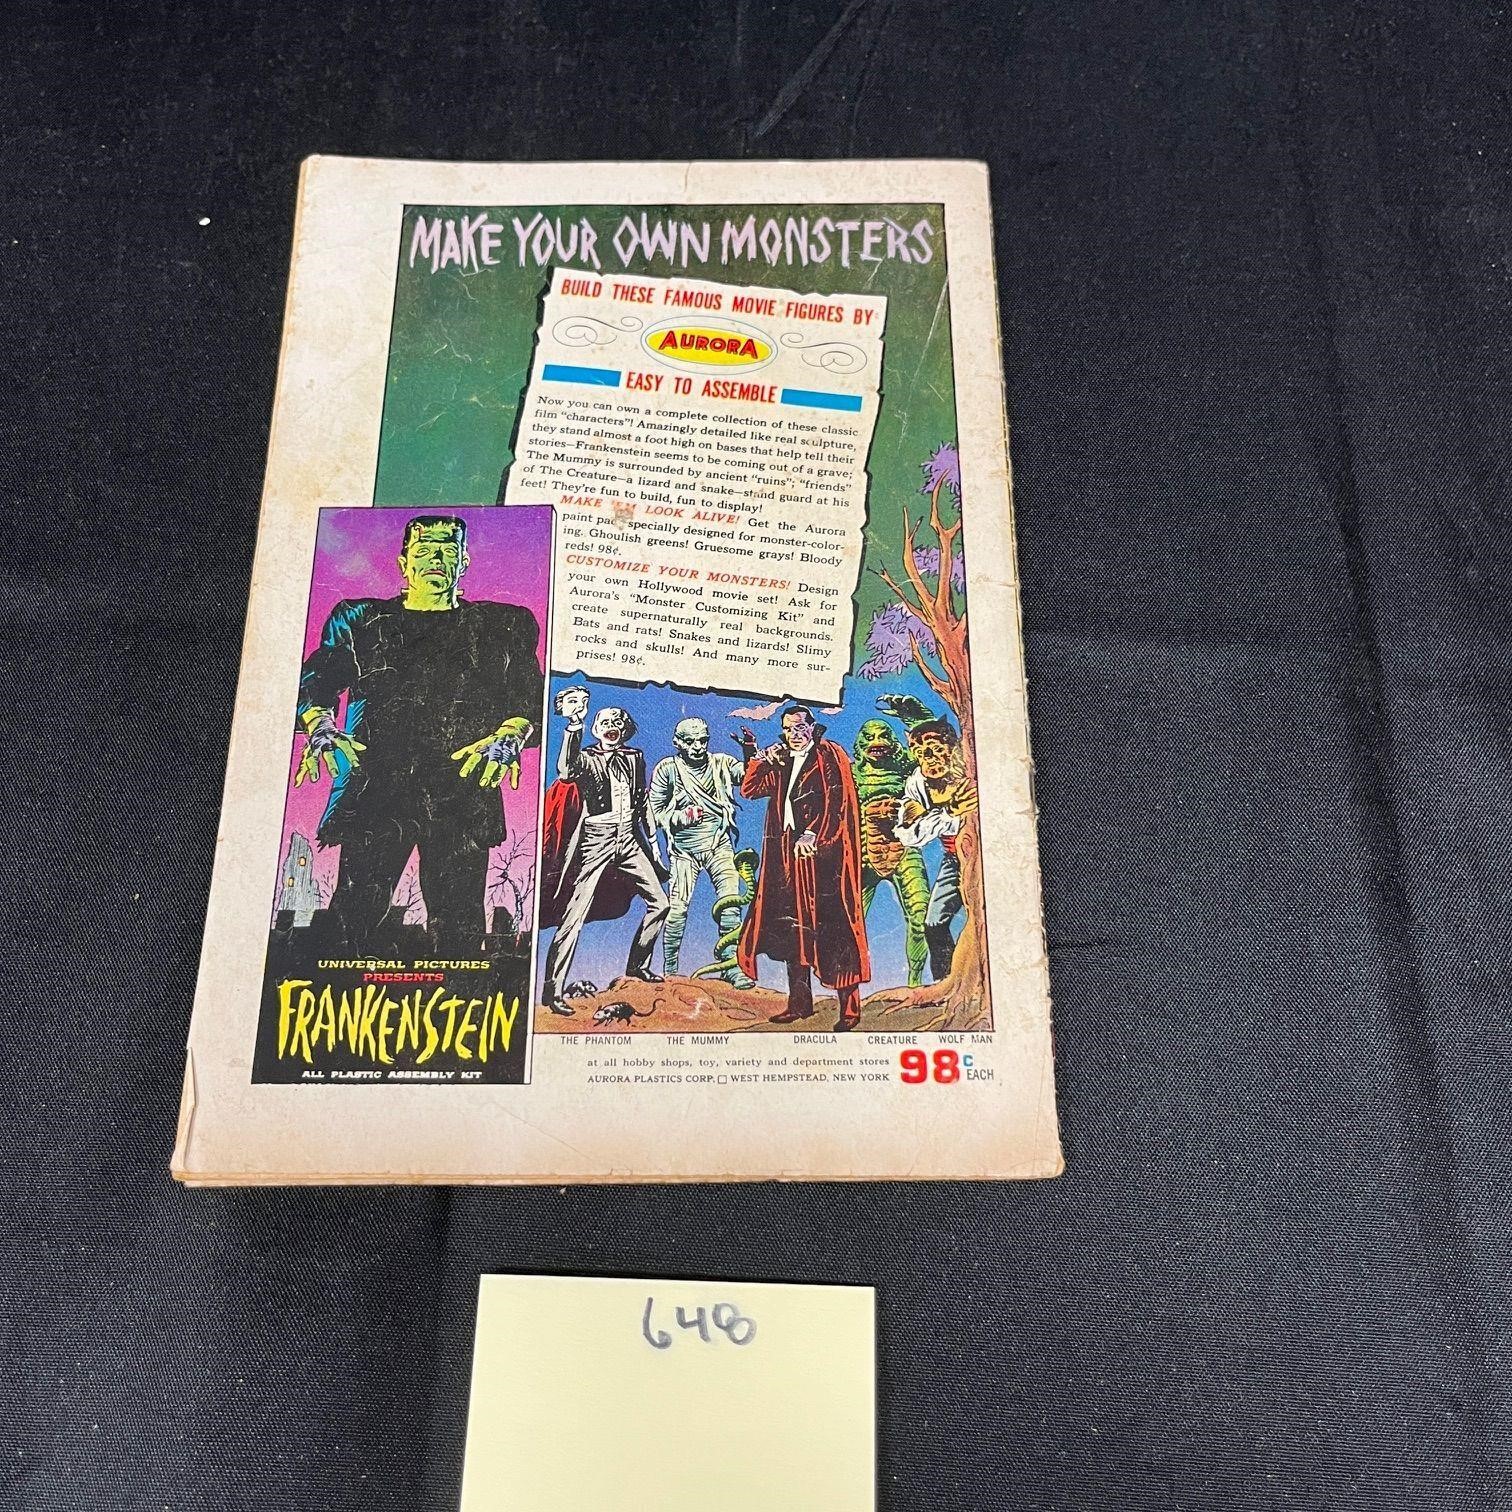 MAKE YOUR OWN MONSTERS
BUILD THESE FAMOUS MOVIE FIGURES BY
AURORA
EASY TO ASSEMBLE
Now you can own a complete collection of these classic
film "characters"! Amazingly detailed like real sculpture,
they stand almost a foot high on bases that help tell their
stories—Frankenstein seems to be coming out of a grave;
The Mummy is surrounded by ancient "ruins"; "friends"
of The Creature—a lizard and snake—stand guard at his
feet! They're fun to build, fun to display!
MAKE 'EM LOOK ALIVE! Get the Aurora
paint pac specially designed for monster-color-
ing. Ghoulish greens! Gruesome grays! Bloody
reds! 98¢.
CUSTOMIZE YOUR MONSTERS! Design
your own Hollywood movie set! Ask for
Aurora's "Monster Customizing Kit" and
create supernaturally real backgrounds.
Bats and rats! Snakes and lizards! Slimy
rocks and skulls! And many more sur-
prises! 98¢.
UNIVERSAL PICTURES
PRESENTS
FRANKENSTEIN
ALL PLASTIC ASSEMBLY KIT
THE PHANTOM THE MUMMY DRACULA CREATURE WOLF MAN
at all hobby shops, toy, variety and department stores
AURORA PLASTICS CORP. □ WEST HEMPSTEAD, NEW YORK
98¢ EACH
648